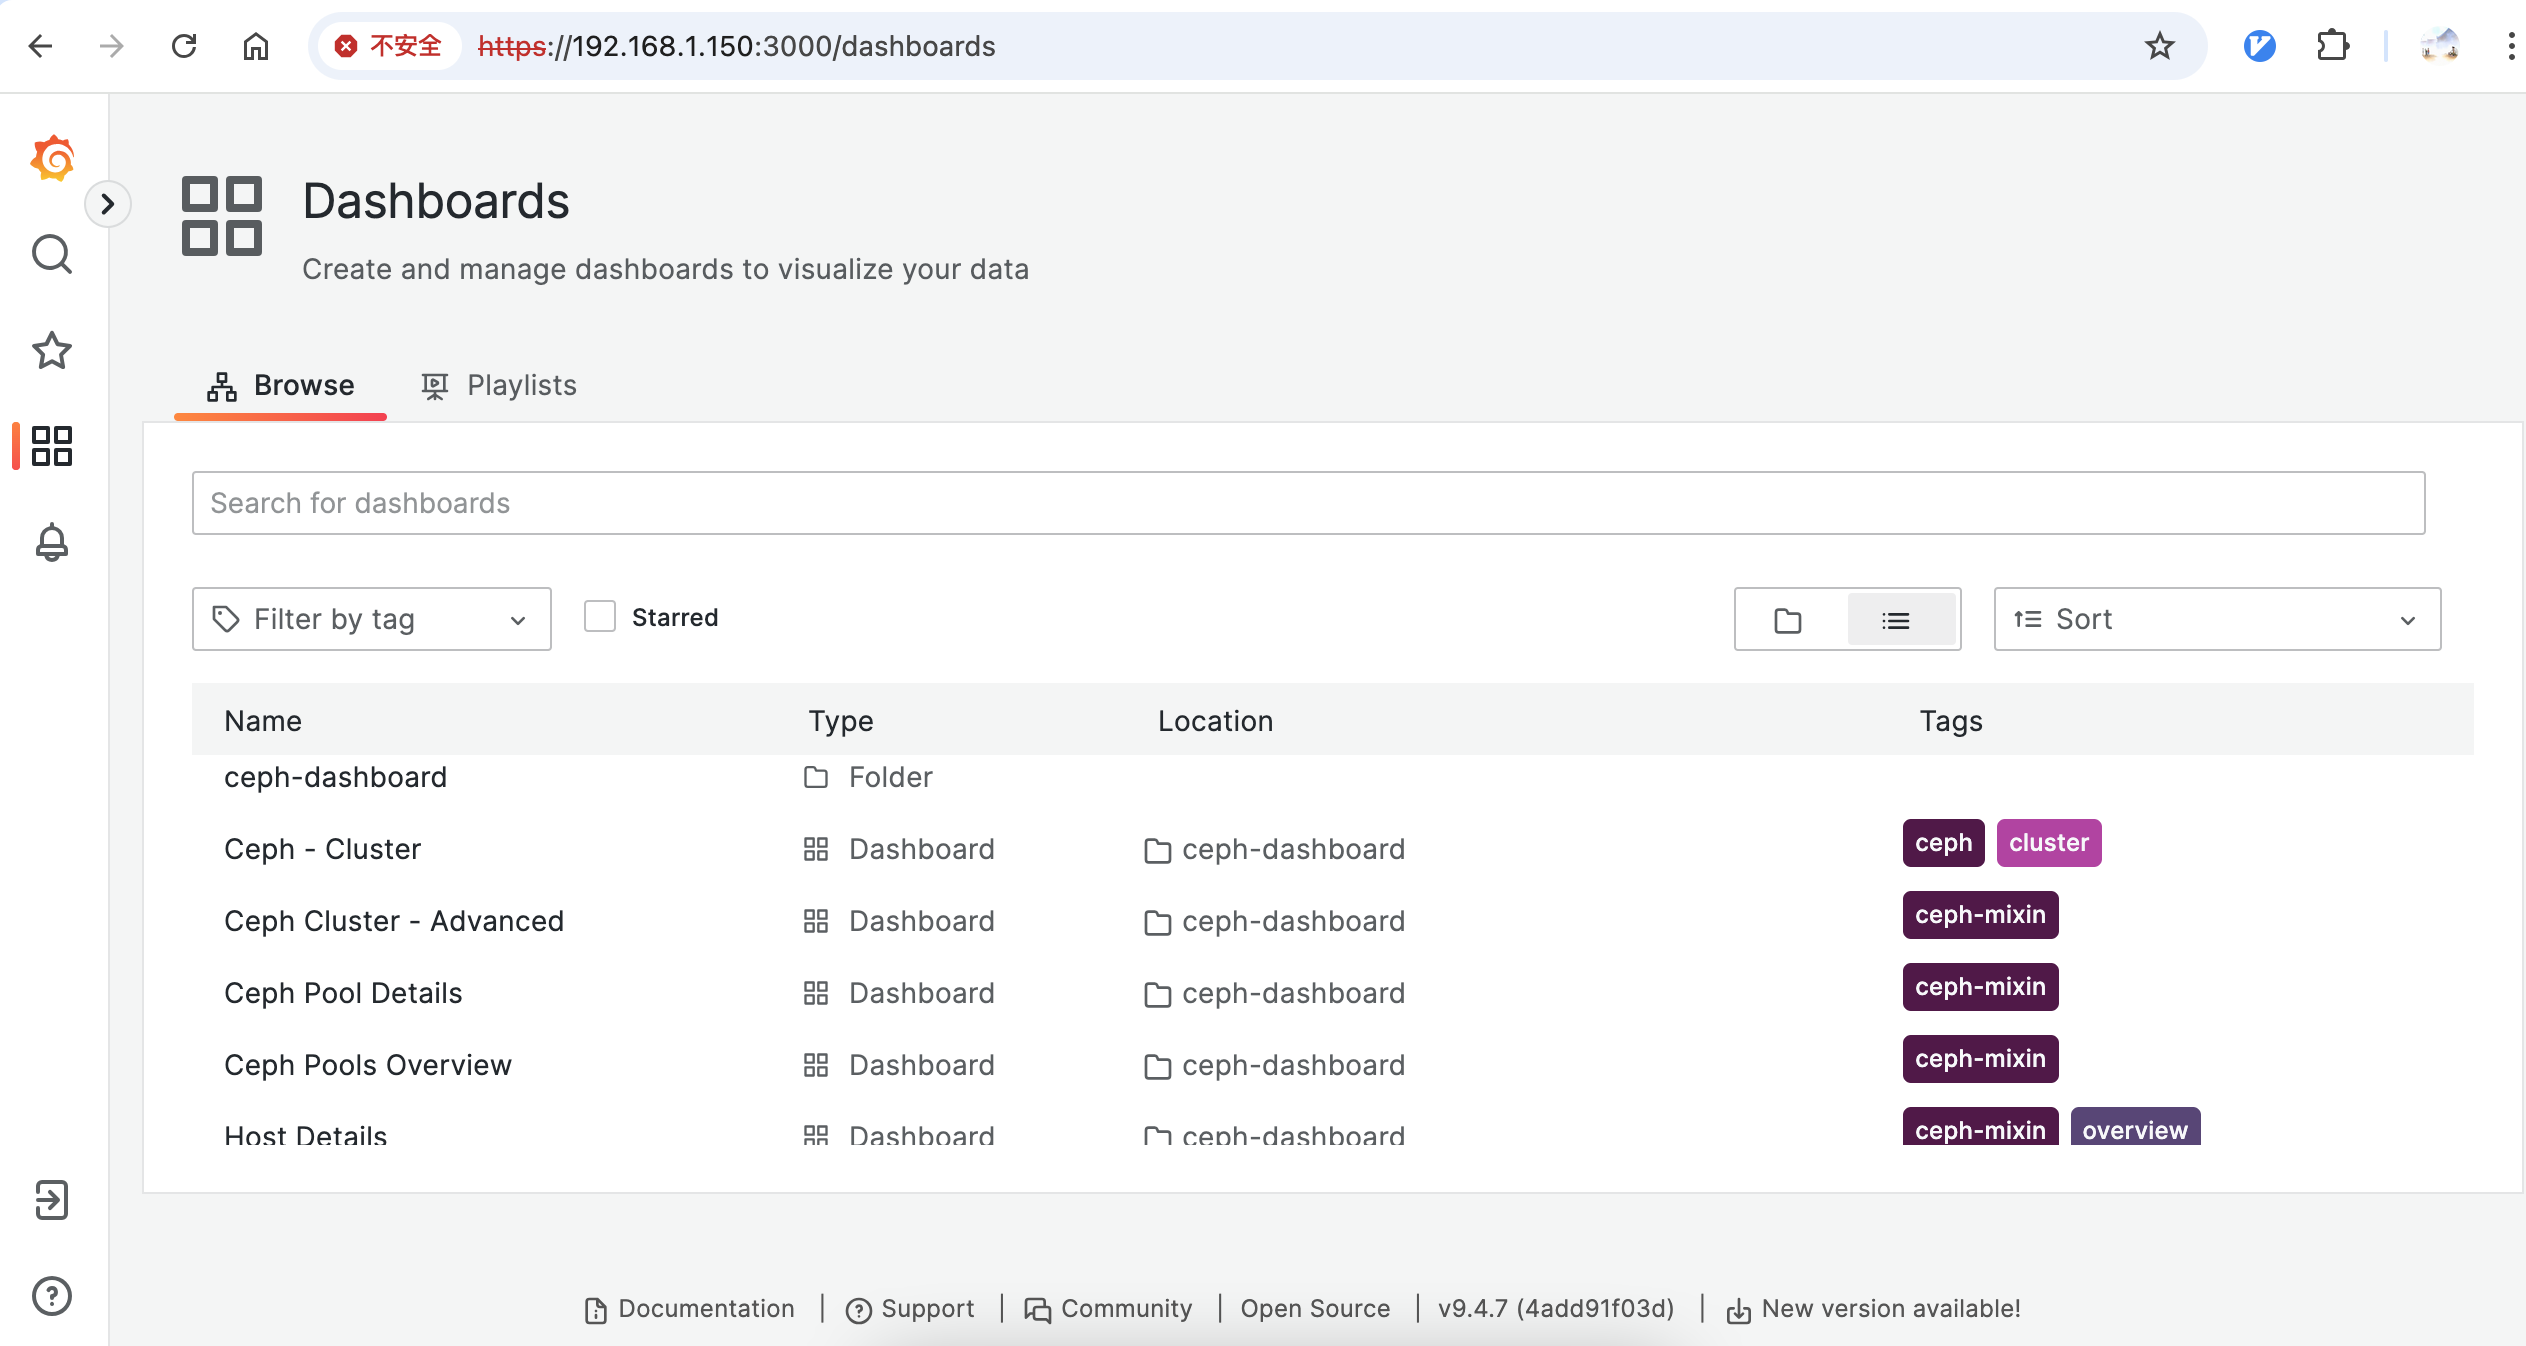 不安全 https://192.168.1.150:3000/dashboards
Dashboards
Create and manage dashboards to visualize your data
Browse Playlists
Search for dashboards
Filter by tag Starred Sort
Name Type Location Tags
ceph-dashboard Folder
Ceph - Cluster Dashboard ceph-dashboard ceph cluster
Ceph Cluster - Advanced Dashboard ceph-dashboard ceph-mixin
Ceph Pool Details Dashboard ceph-dashboard ceph-mixin
Ceph Pools Overview Dashboard ceph-dashboard ceph-mixin
Host Details Dashboard ceph-dashboard ceph-mixin overview
Documentation | Support | Community | Open Source | v9.4.7 (4add91f03d) | New version available!